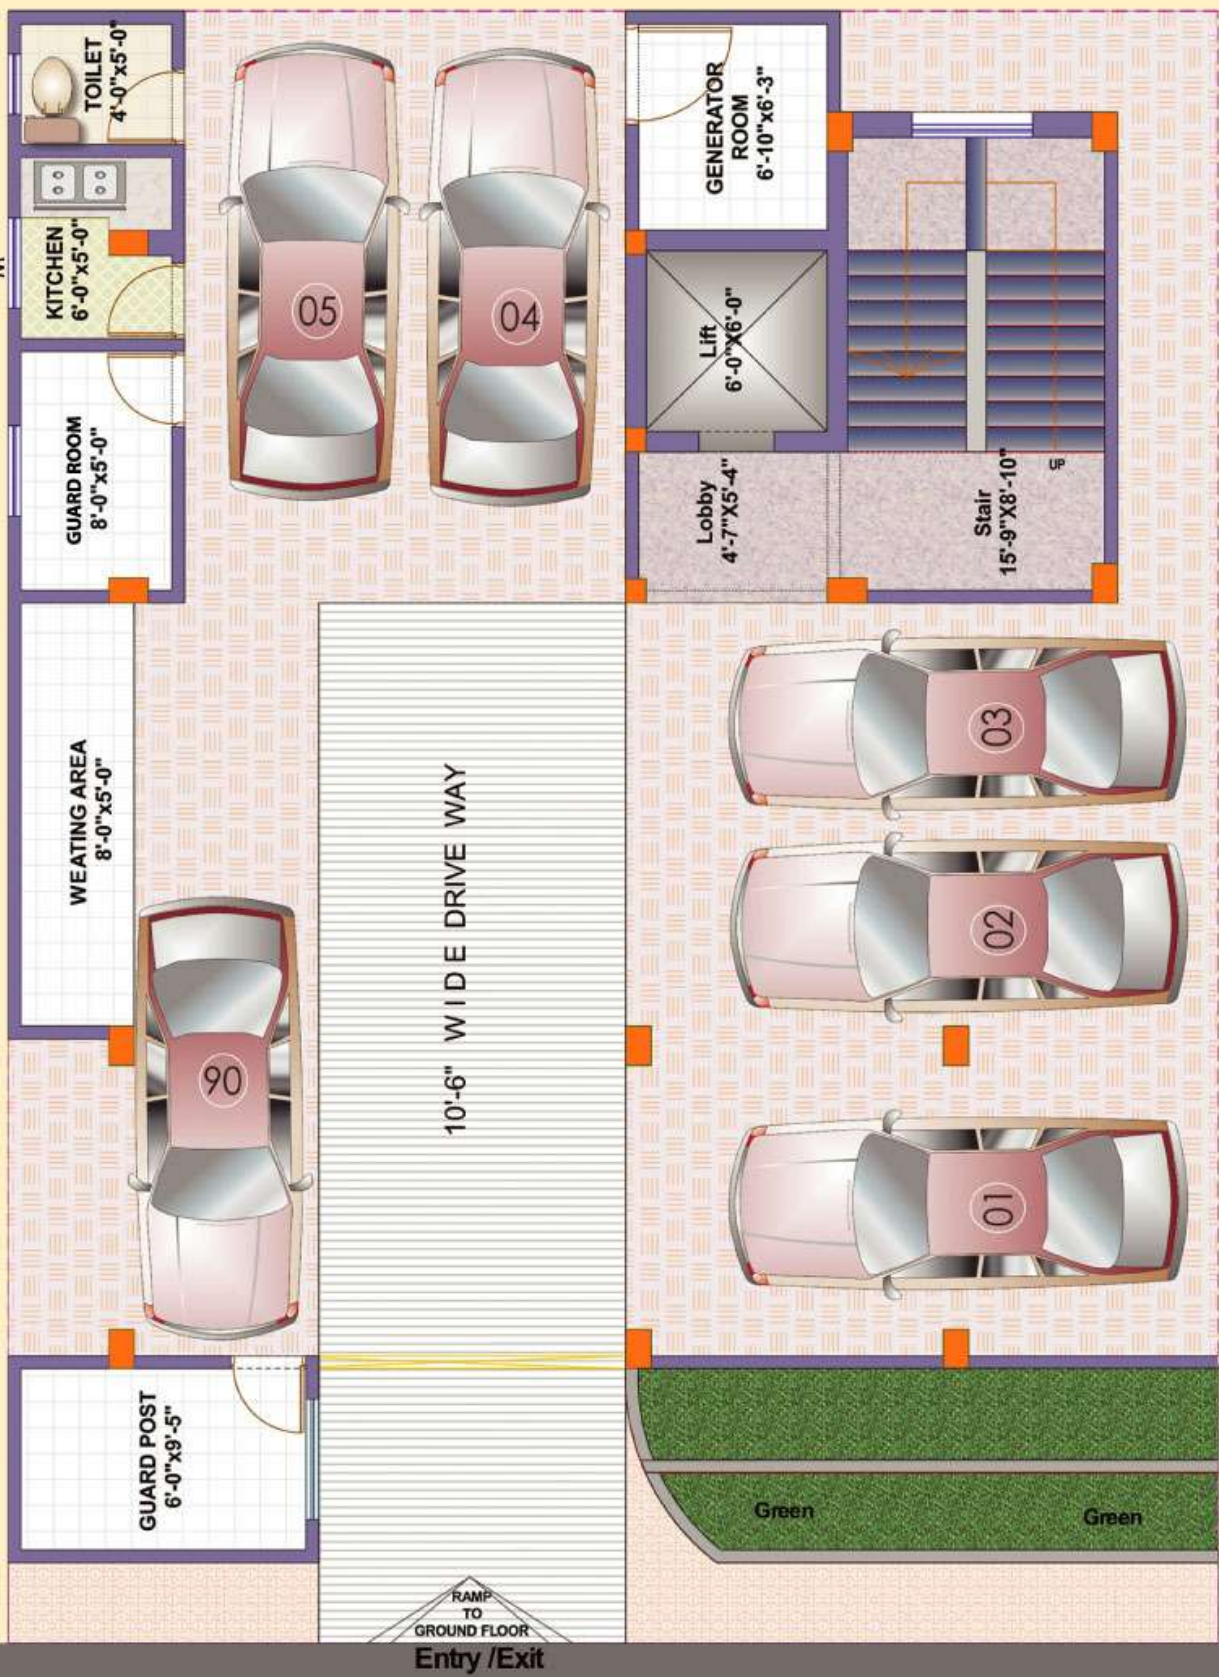 TOILET
4'-0"x5'-0"
KITCHEN
6'-0"x5'-0"
GUARD ROOM
8'-0"x5'-0"
05
04
GENERATOR
ROOM
6'-10"x6'-3"
Lift
6'-0"X6'-0"
Lobby
4'-7"X5'-4"
UP
Stair
15'-9"X8'-10"
WEATING AREA
8'-0"x5'-0"
10'-6" WIDE DRIVE WAY
03
02
06
01
GUARD POST
6'-0"x9'-5"
Green
Green
RAMP
TO
GROUND FLOOR
Entry /Exit